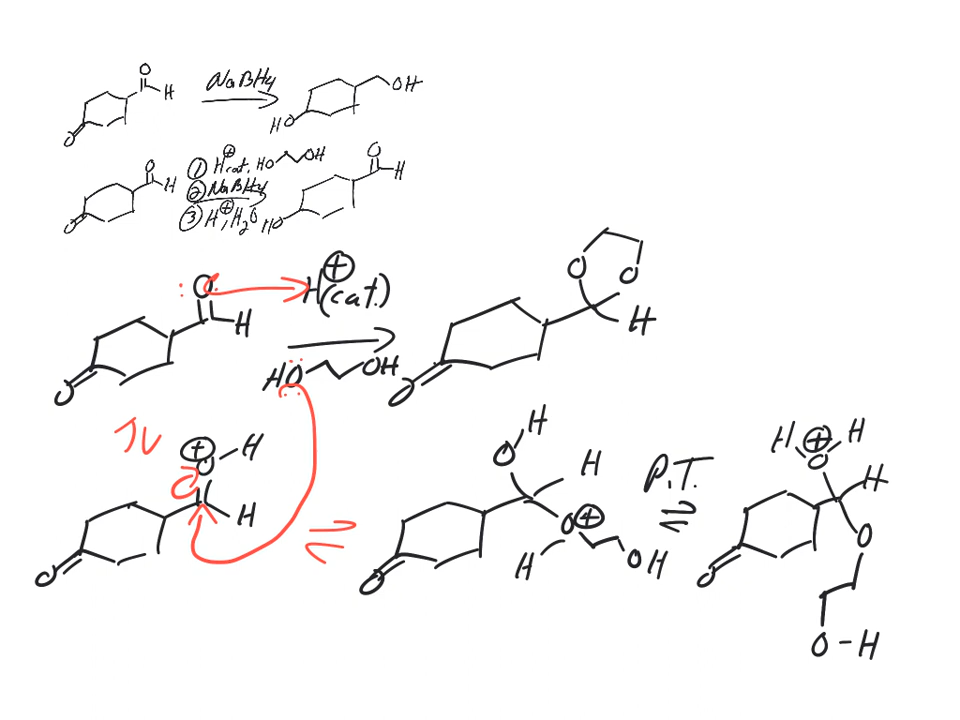 O
H
NaBH4
OH
O
HO
O
H
① H⊕ cat. HO OH
O
H
② NaBH4
O
③ H⊕, H2O
HO
O
H
H⊕ (cat.)
O
O
H
HO OH
O
O
⊕
O-H
H
O
H
O
H
O⊕
H
OH
O
P.T.
H ⊕ H
O
H
O
O
O-H